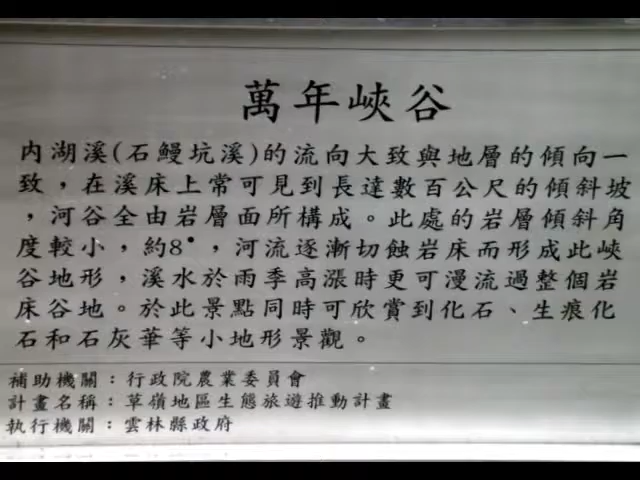 萬年峽谷
內湖溪(石鰻坑溪)的流向大致與地層的傾向一
致，在溪床上常可見到長達數百公尺的傾斜坡
，河谷全由岩層面所構成。此處的岩層傾斜角
度較小，約8°，河流逐漸切蝕岩床而形成此峽
谷地形，溪水於雨季高漲時更可漫流過整個岩
床谷地。於此景點同時可欣賞到化石、生痕化
石和石灰華等小地形景觀。
補助機關：行政院農業委員會
計畫名稱：草嶺地區生態旅遊推動計畫
執行機關：雲林縣政府